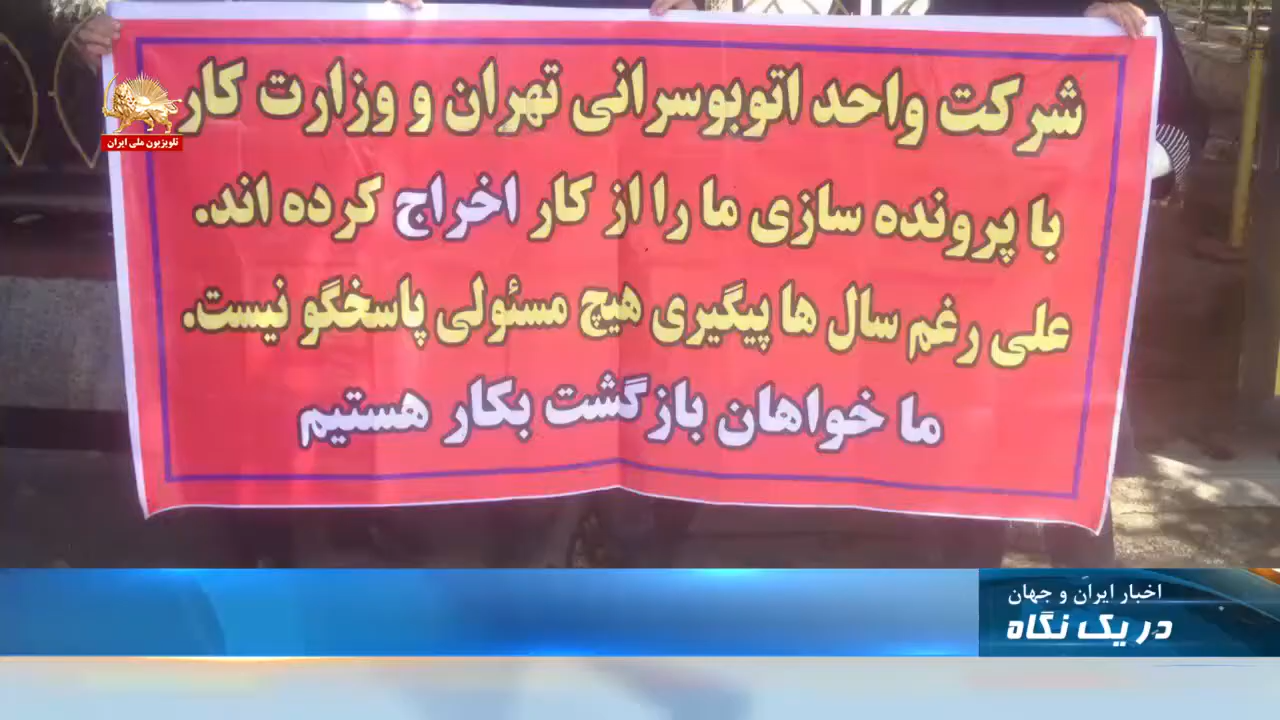 شرکت واحد اتوبوسرانی تهران و وزارت کار
با پرونده سازی ما را از کار اخراج کرده اند.
علی رغم سال ها پیگیری هیچ مسئولی پاسخگو نیست.
ما خواهان بازگشت بکار هستیم
تلویزیون ملی ایران
اخبار ایران و جهان
در یک نگاه